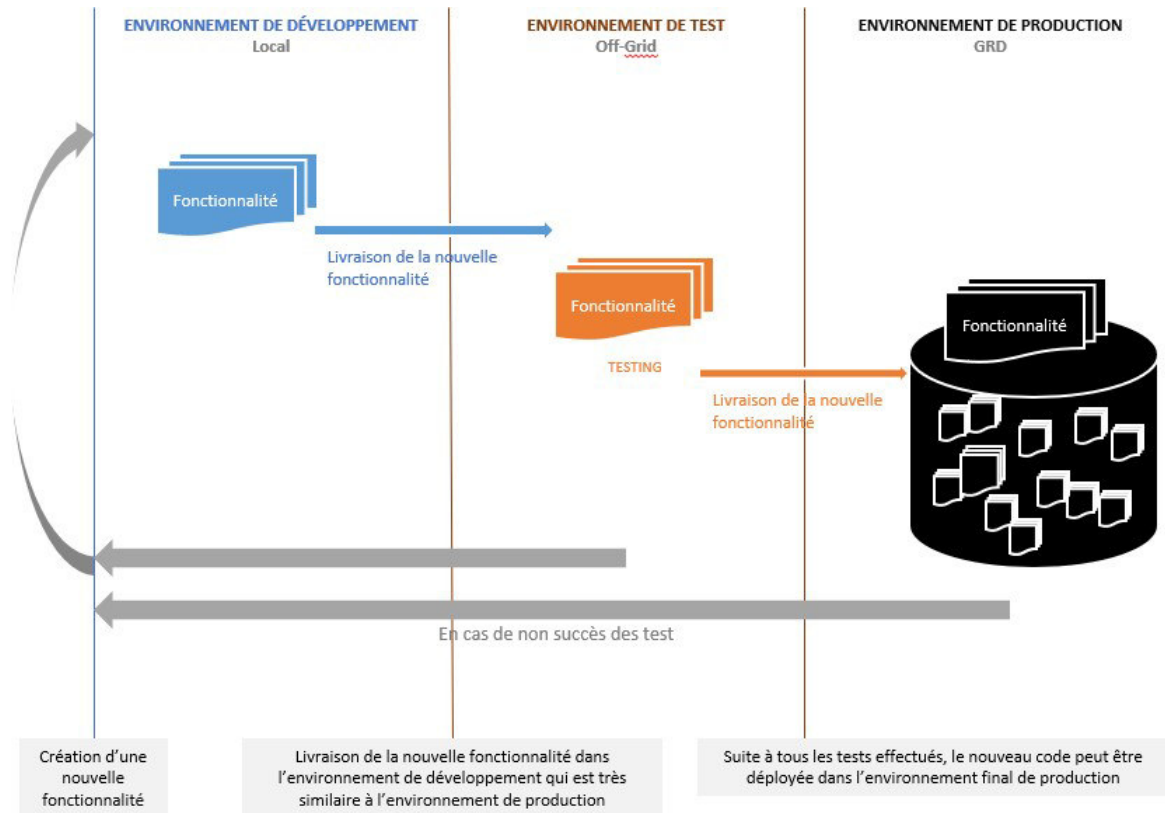 ENVIRONNEMENT DE DÉVELOPPEMENT
Local
ENVIRONNEMENT DE TEST
Off-Grid
ENVIRONNEMENT DE PRODUCTION
GRD
Fonctionnalité
Livraison de la nouvelle
fonctionnalité
Fonctionnalité
TESTING
Livraison de la nouvelle
fonctionnalité
Fonctionnalité
En cas de non succès des test
Création d'une
nouvelle
fonctionnalité
Livraison de la nouvelle fonctionnalité dans
l'environnement de développement qui est très
similaire à l'environnement de production
Suite à tous les tests effectués, le nouveau code peut être
déployée dans l'environnement final de production